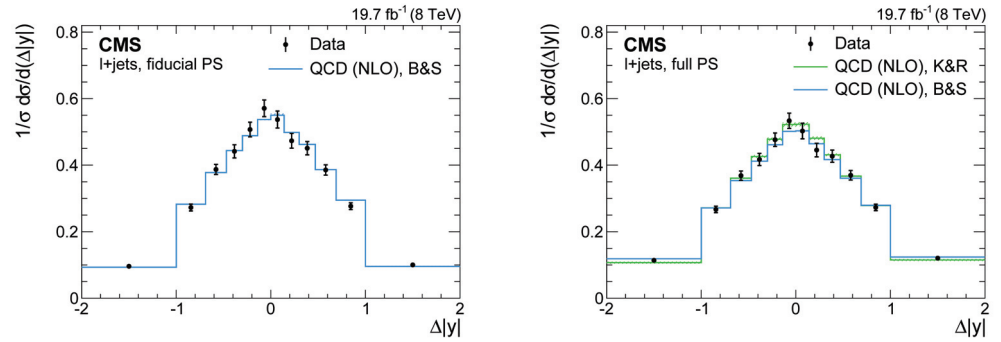 19.7 fb⁻¹ (8 TeV)
CMS
l+jets, fiducial PS
Data
QCD (NLO), B&S
1/σ dσ/d(Δ|y|)
0.8
0.6
0.4
0.2
0
-2 -1 0 1 2
Δ|y|
19.7 fb⁻¹ (8 TeV)
CMS
l+jets, full PS
Data
QCD (NLO), K&R
QCD (NLO), B&S
1/σ dσ/d(Δ|y|)
0.8
0.6
0.4
0.2
0
-2 -1 0 1 2
Δ|y|